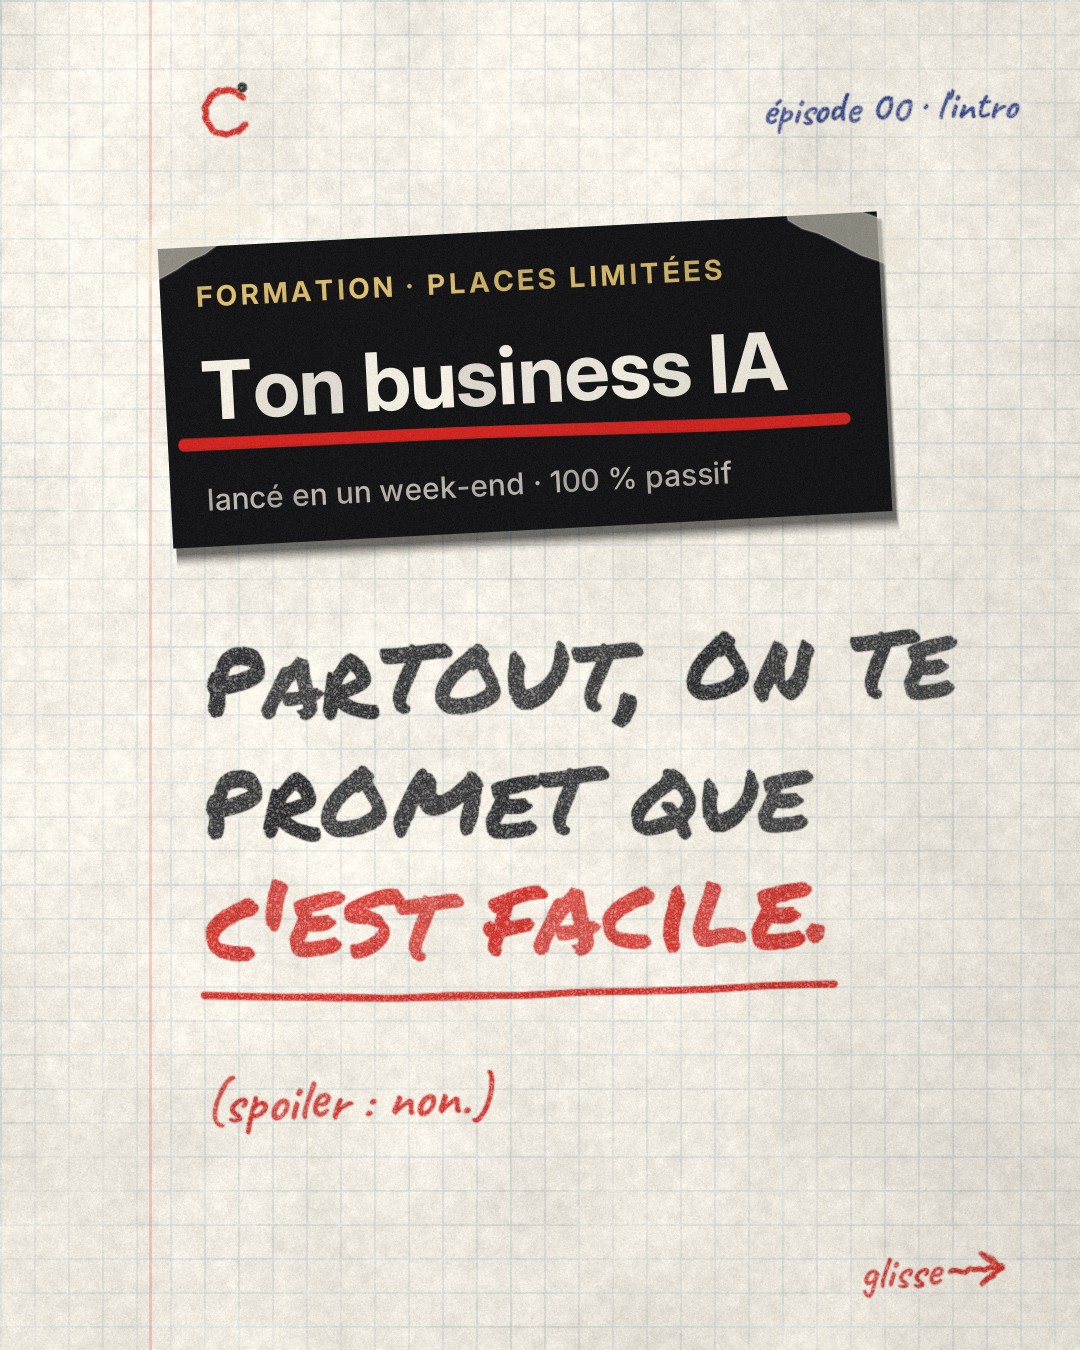 épisode 00 · l'intro
FORMATION · PLACES LIMITÉES
Ton business IA
lancé en un week-end · 100 % passif
PARTOUT, ON TE
PROMET QUE
C'EST FACILE.
(spoiler : non.)
glisse